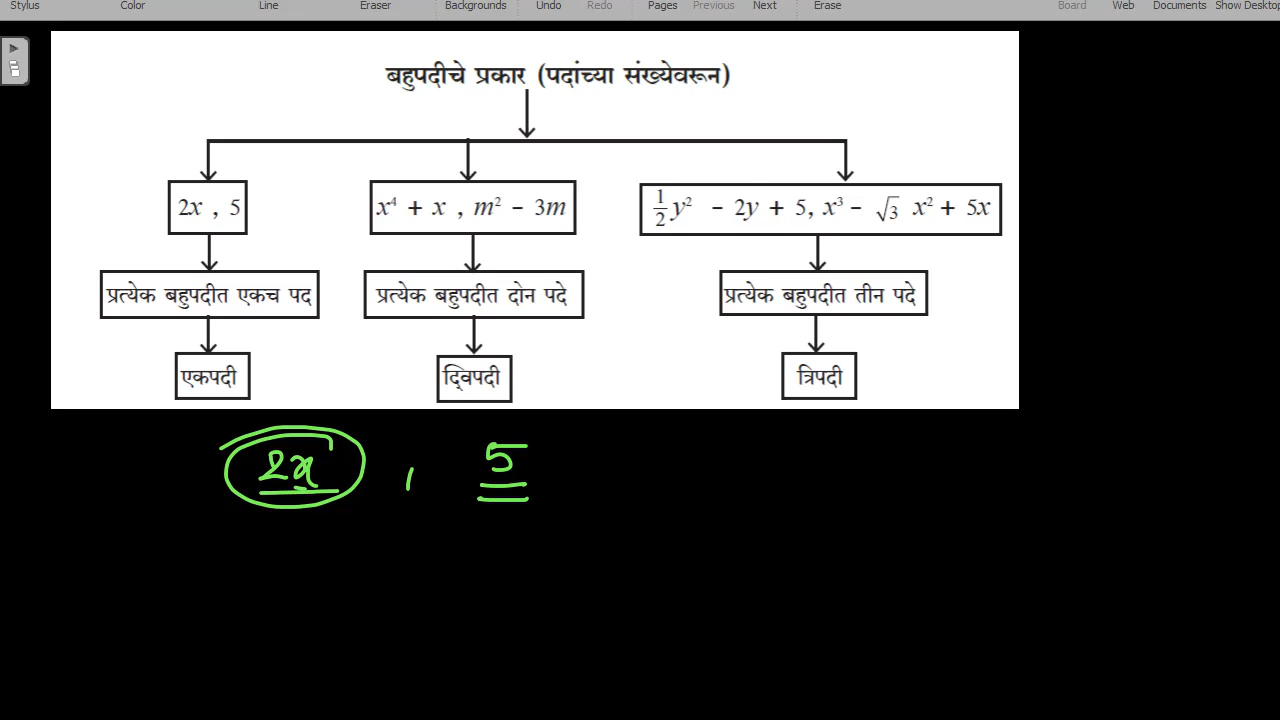 Stylus Color Line Eraser Backgrounds Undo Redo Pages Previous Next Erase Board Web Documents Show Desktop
बहुपदीचे प्रकार (पदांच्या संख्येवरून)
2x , 5 x⁴ + x , m² − 3m ½y² − 2y + 5, x³ − √3 x² + 5x
प्रत्येक बहुपदीत एकच पद प्रत्येक बहुपदीत दोन पदे प्रत्येक बहुपदीत तीन पदे
एकपदी द्विपदी त्रिपदी
2x , 5